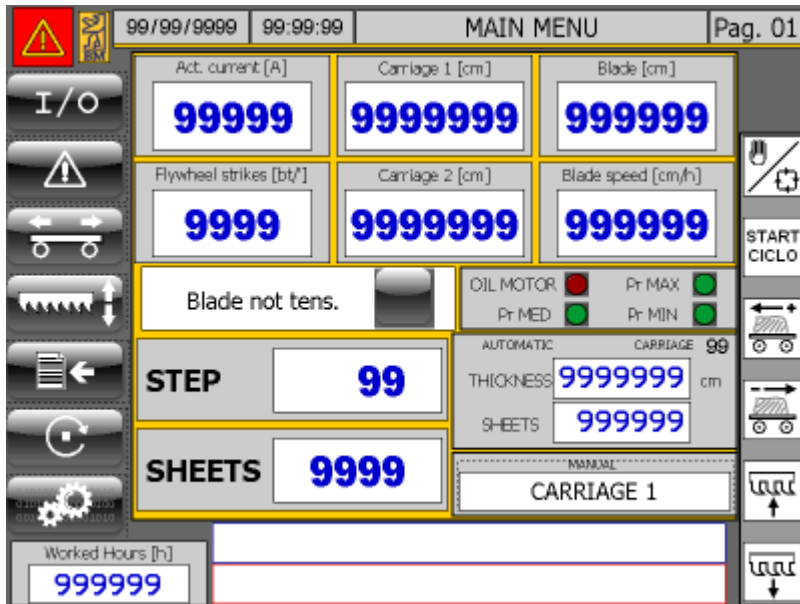 99/99/9999 99:99:99 MAIN MENU Pag. 01
Act. current [A] Carriage 1 [cm] Blade [cm]
I/O
99999 9999999 999999
Flywheel strikes [bt/'] Carriage 2 [cm] Blade speed [cm/h]
9999 9999999 999999
START
CICLO
Blade not tens.
OIL MOTOR Pr MAX
Pr MED Pr MIN
AUTOMATIC CARRIAGE 99
STEP 99
THICKNESS 9999999 cm
SHEETS 999999
SHEETS 9999
MANUAL
CARRIAGE 1
Worked Hours [h]
999999